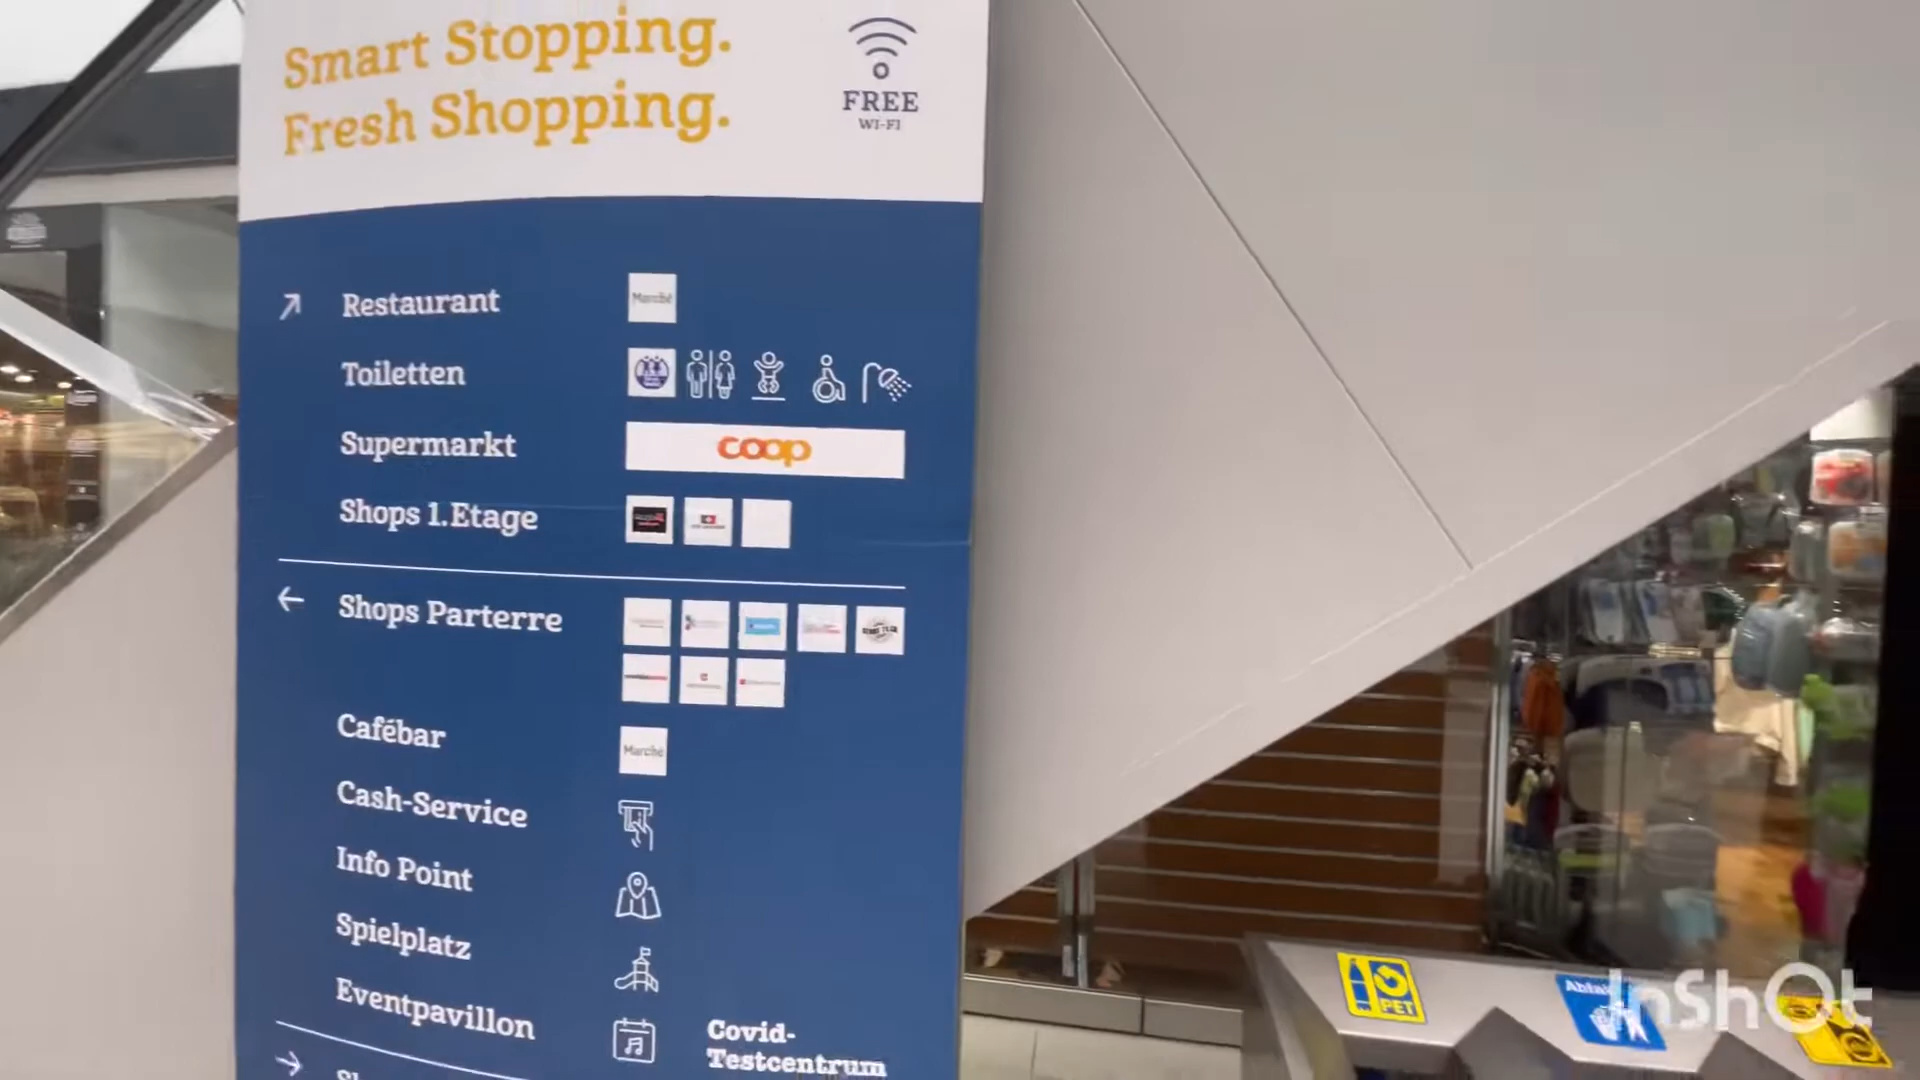 Smart Stopping.
Fresh Shopping.
FREE
WI-FI
Restaurant
Marché
Toiletten
Supermarkt
coop
Shops 1.Etage
Shops Parterre
Cafébar
Marché
Cash-Service
Info Point
Spielplatz
Eventpavillon
Covid-
Testcentrum
PET
InShOt